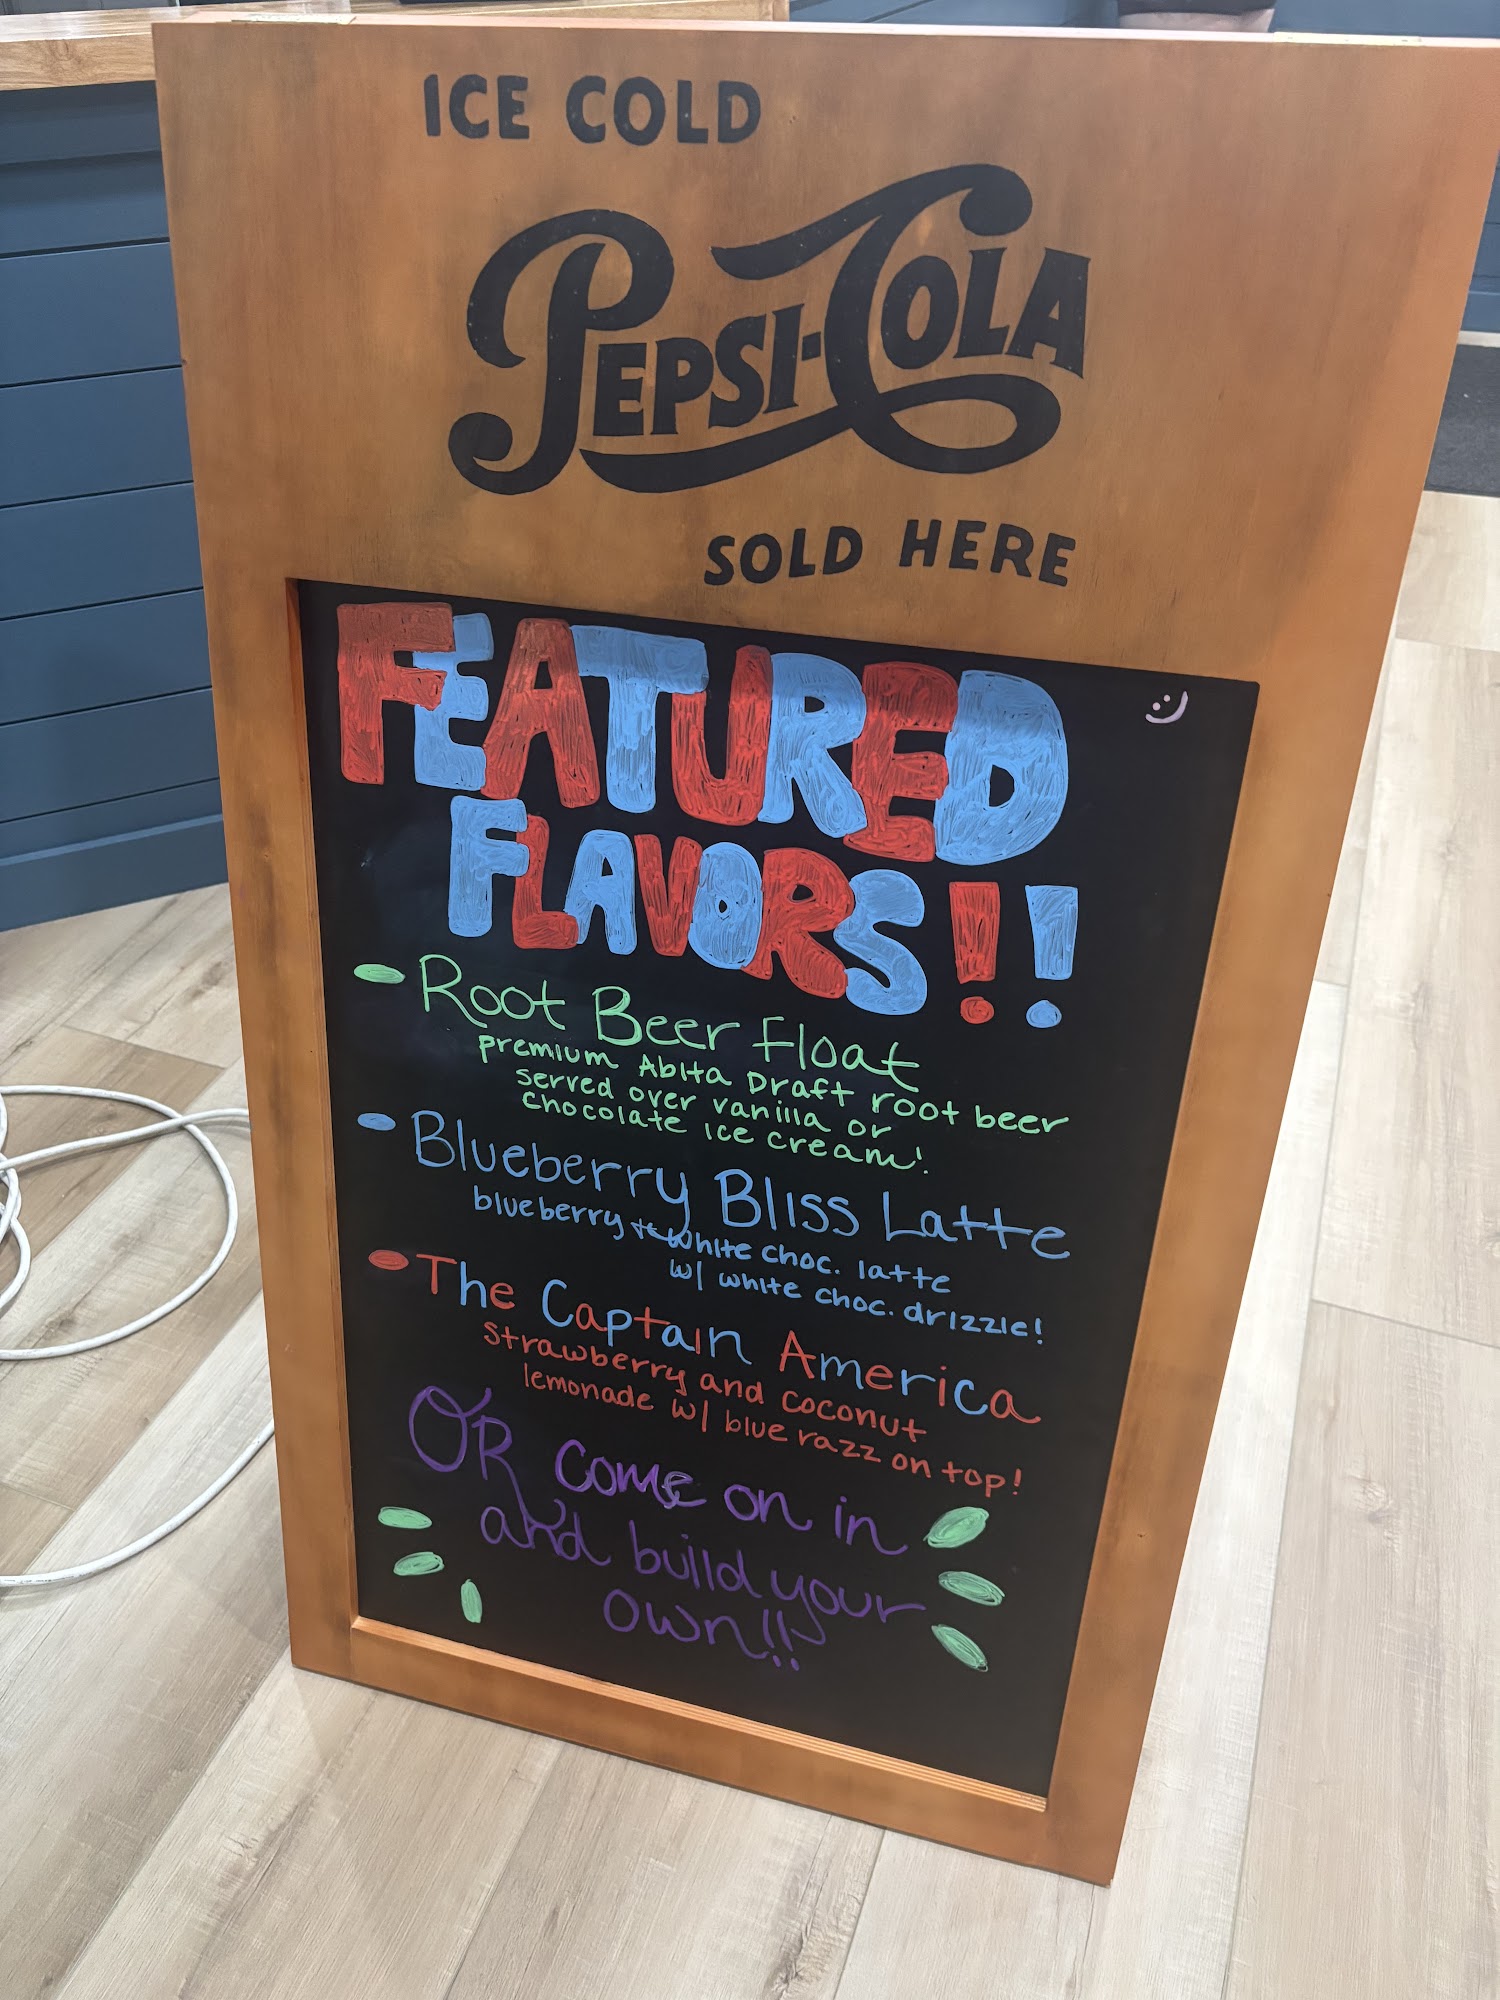 ICE COLD
PEPSI-COLA
SOLD HERE
FEATURED
FLAVORS!!
Root Beer Float
premium Abita Draft root beer
served over vanilla or
chocolate ice cream!
Blueberry Bliss Latte
blueberry + white choc. latte
w/ white choc. drizzle!
The Captain America
strawberry and coconut
lemonade w/ blue razz on top!
OR come on in
and build your
own!!